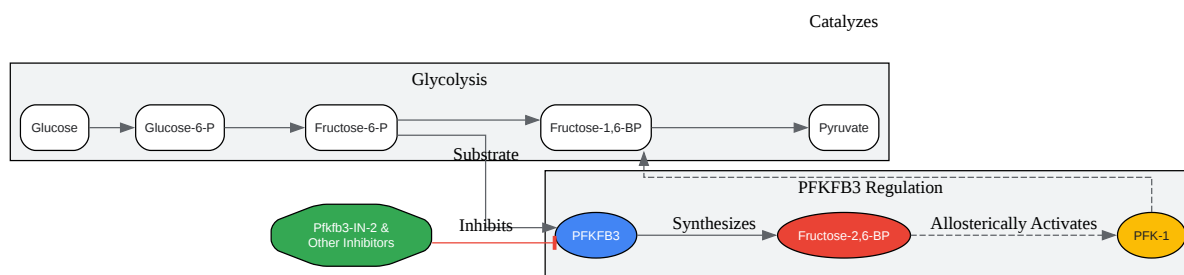 Catalyzes
Glycolysis
Glucose
Glucose-6-P
Fructose-6-P
Fructose-1,6-BP
Pyruvate
Substrate
PFKFB3 Regulation
Pfkfb3-IN-2 &
Other Inhibitors
Inhibits
PFKFB3
Synthesizes
Fructose-2,6-BP
Allosterically Activates
PFK-1